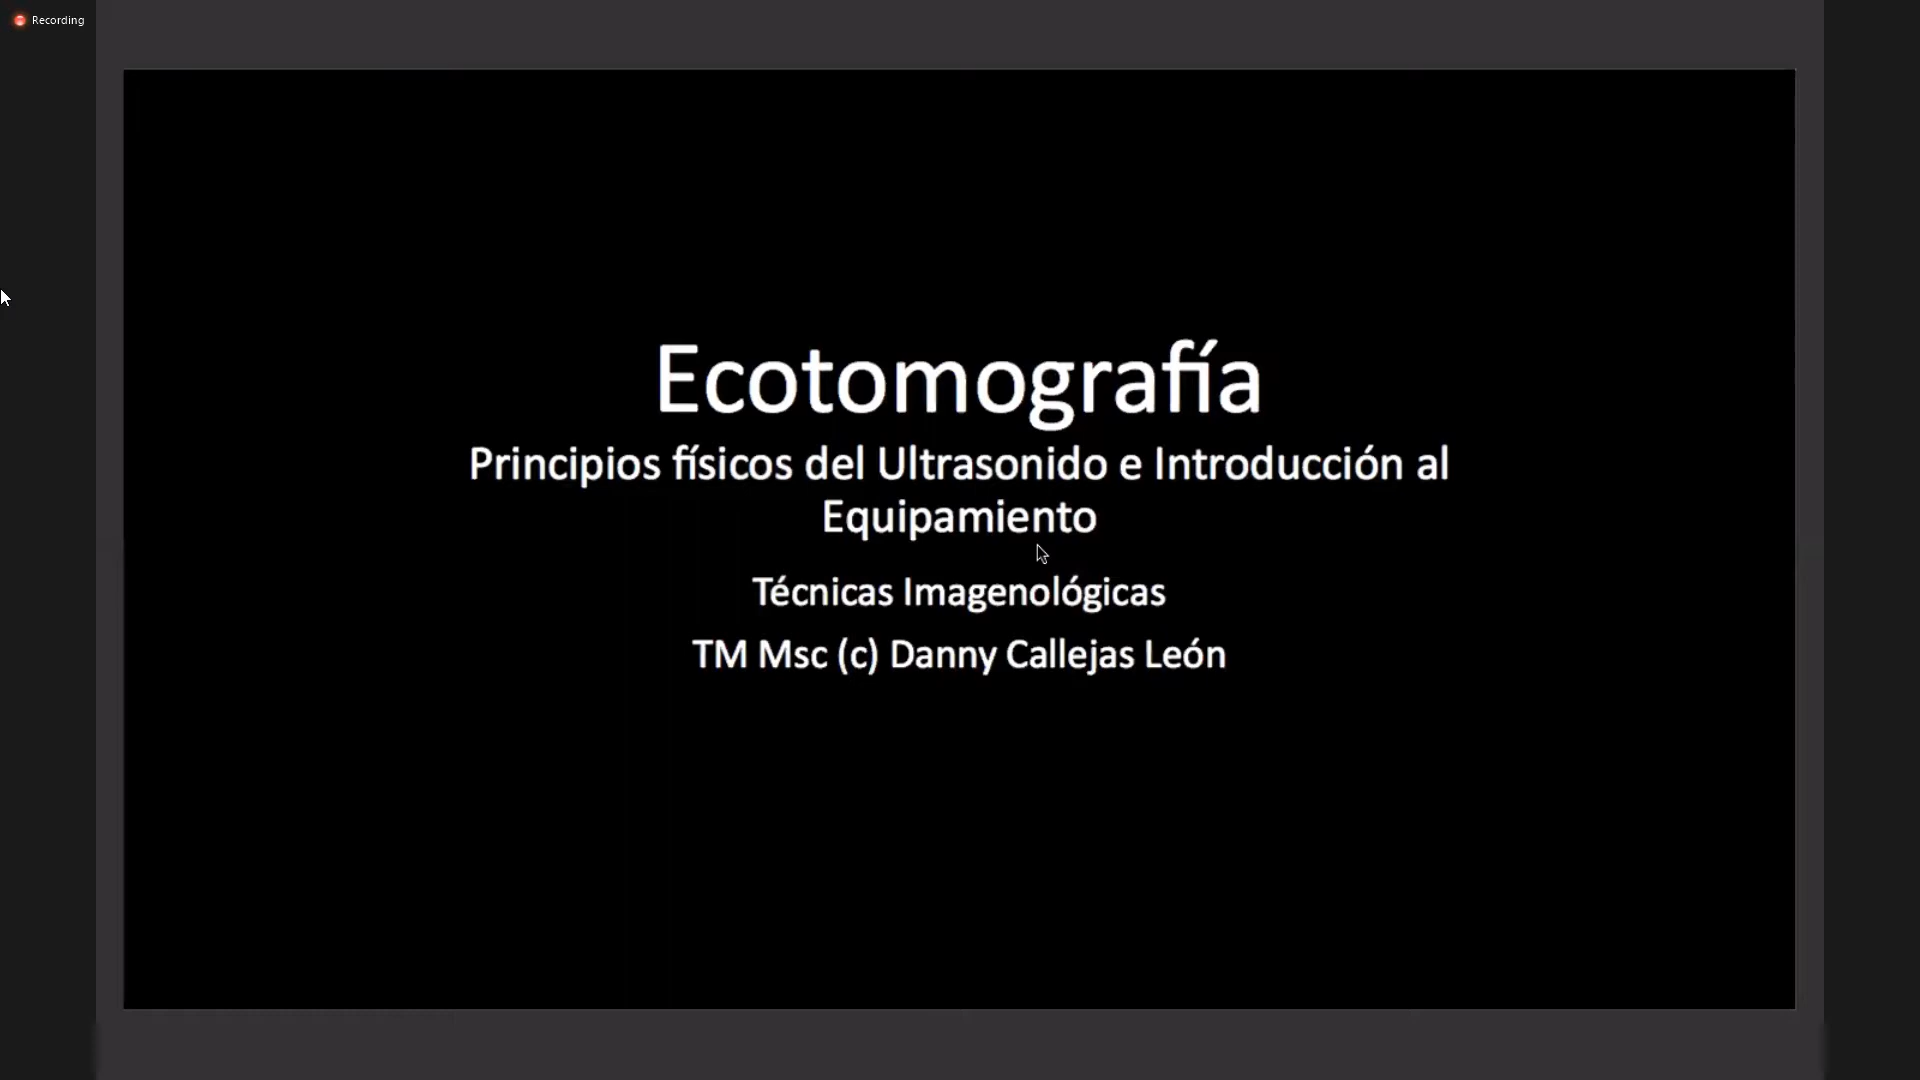 Recording
Ecotomografía
Principios físicos del Ultrasonido e Introducción al
Equipamiento
Técnicas Imagenológicas
TM Msc (c) Danny Callejas León